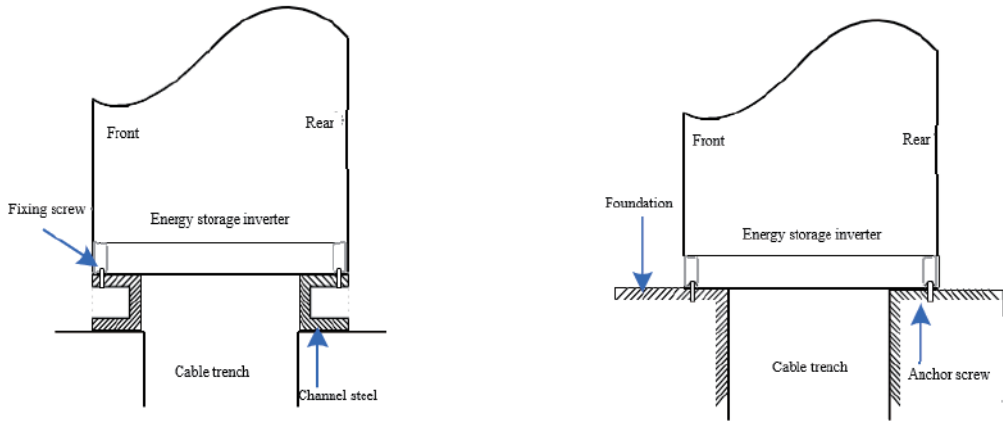 Front
Rear
Fixing screw
Energy storage inverter
Cable trench
Channel steel
Front
Rear
Foundation
Energy storage inverter
Cable trench
Anchor screw